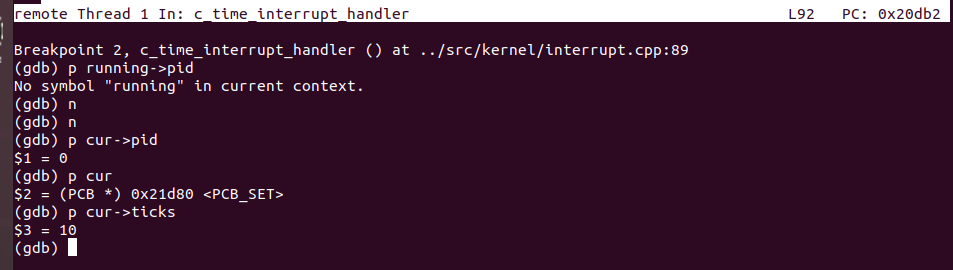 remote Thread 1 In: c_time_interrupt_handler L92 PC: 0x20db2
Breakpoint 2, c_time_interrupt_handler () at ../src/kernel/interrupt.cpp:89
(gdb) p running->pid
No symbol "running" in current context.
(gdb) n
(gdb) n
(gdb) p cur->pid
$1 = 0
(gdb) p cur
$2 = (PCB *) 0x21d80 <PCB_SET>
(gdb) p cur->ticks
$3 = 10
(gdb)